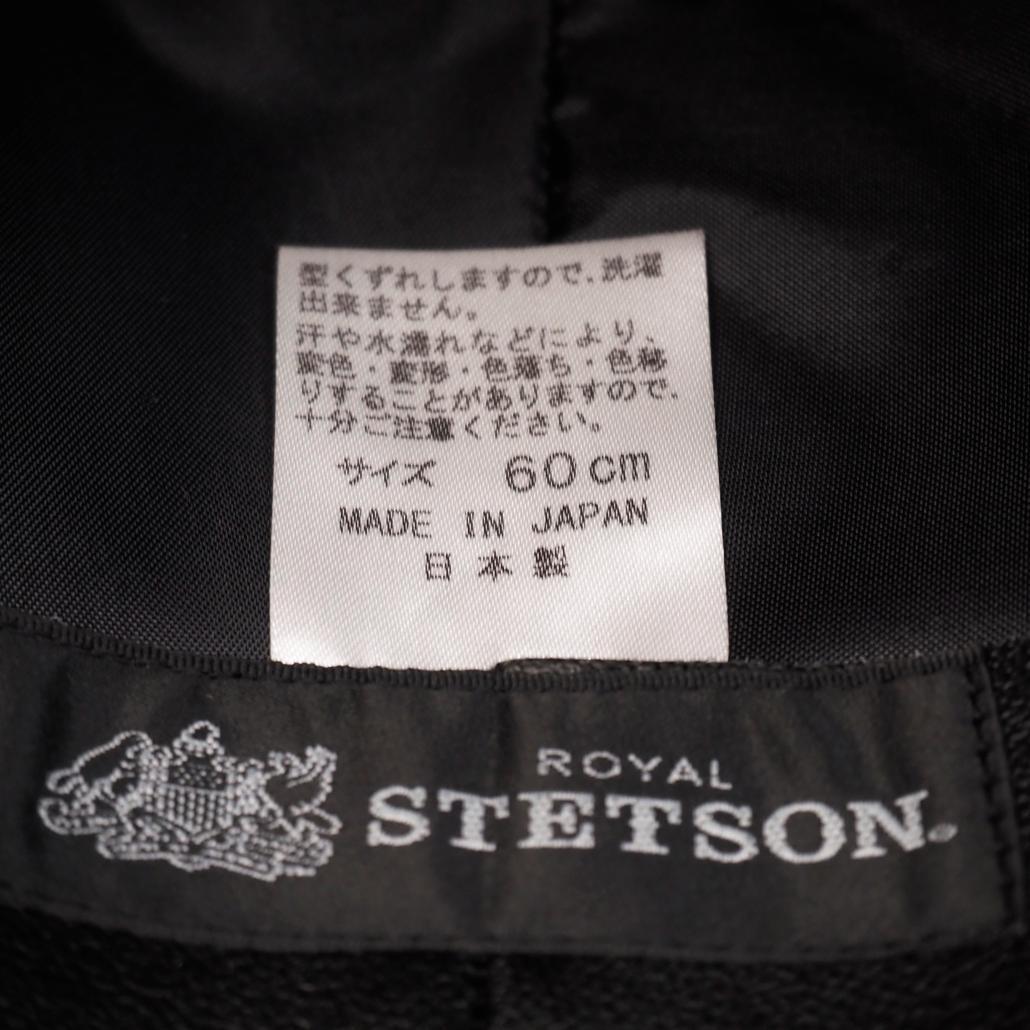 型くずれしますので、洗濯
出来ません。
汗や水濡れなどにより、
変色・変形・色落ち・色移
りすることがありますので、
十分ご注意ください。
サイズ 60cm
MADE IN JAPAN
日本製
ROYAL
STETSON®